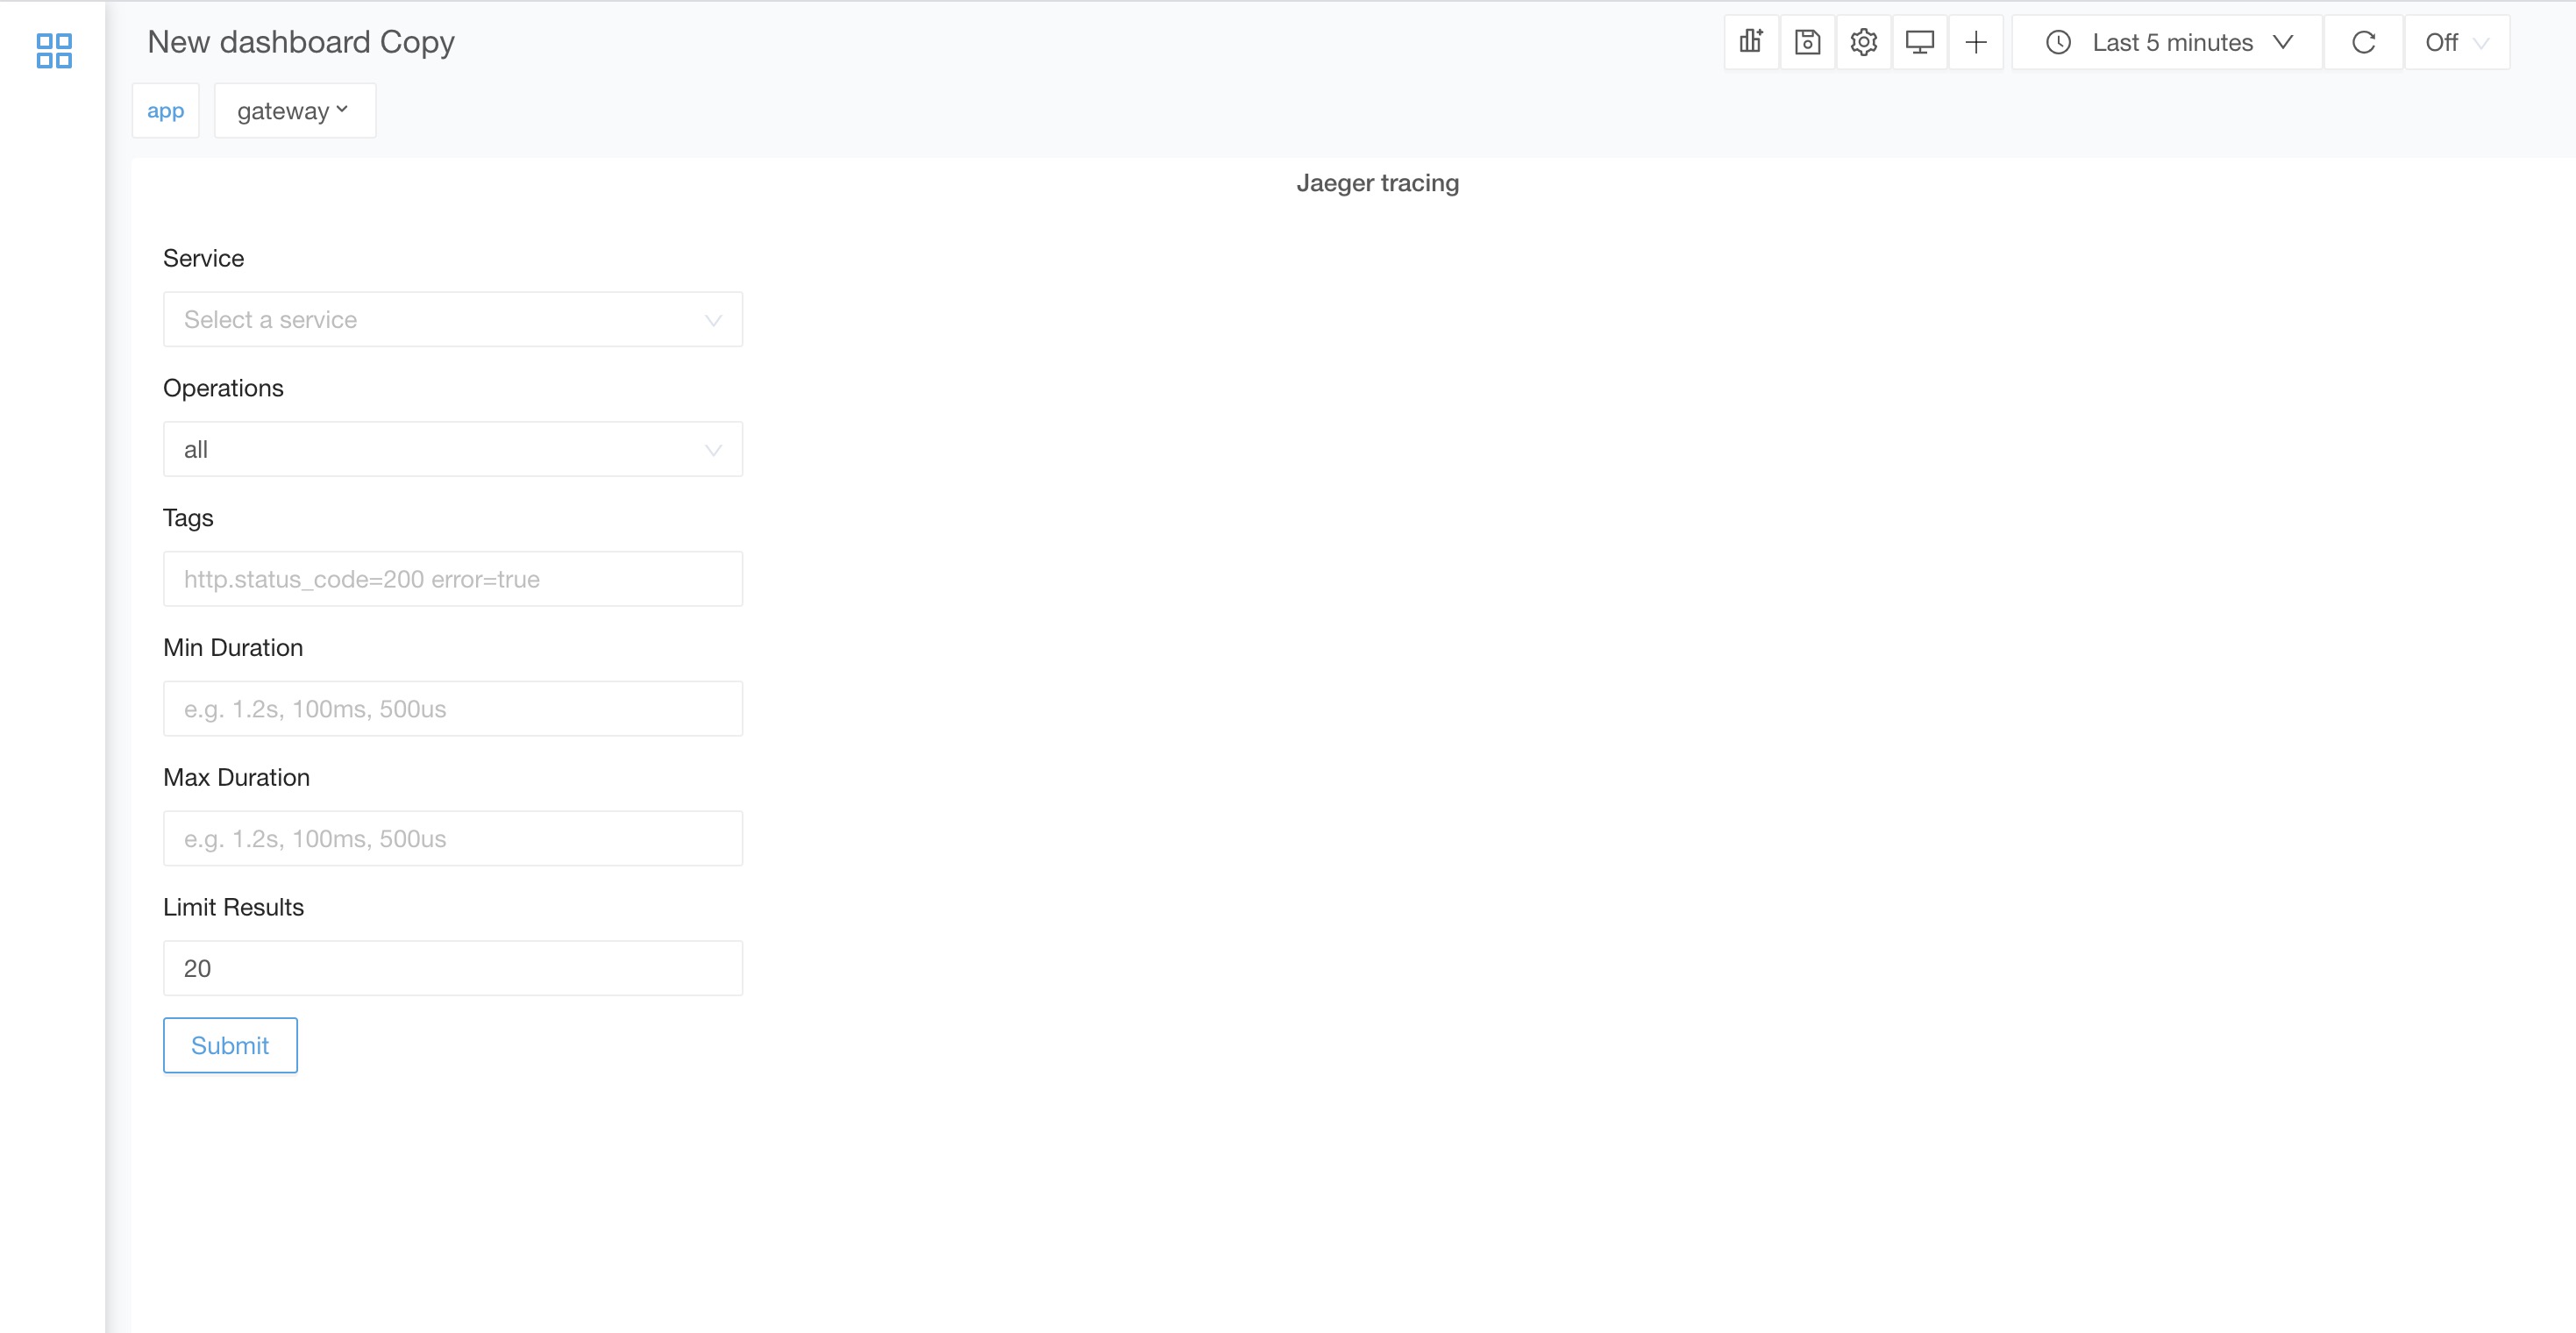 New dashboard Copy
Last 5 minutes
Off
app
gateway
Jaeger tracing
Service
Select a service
Operations
all
Tags
http.status_code=200 error=true
Min Duration
e.g. 1.2s, 100ms, 500us
Max Duration
e.g. 1.2s, 100ms, 500us
Limit Results
20
Submit